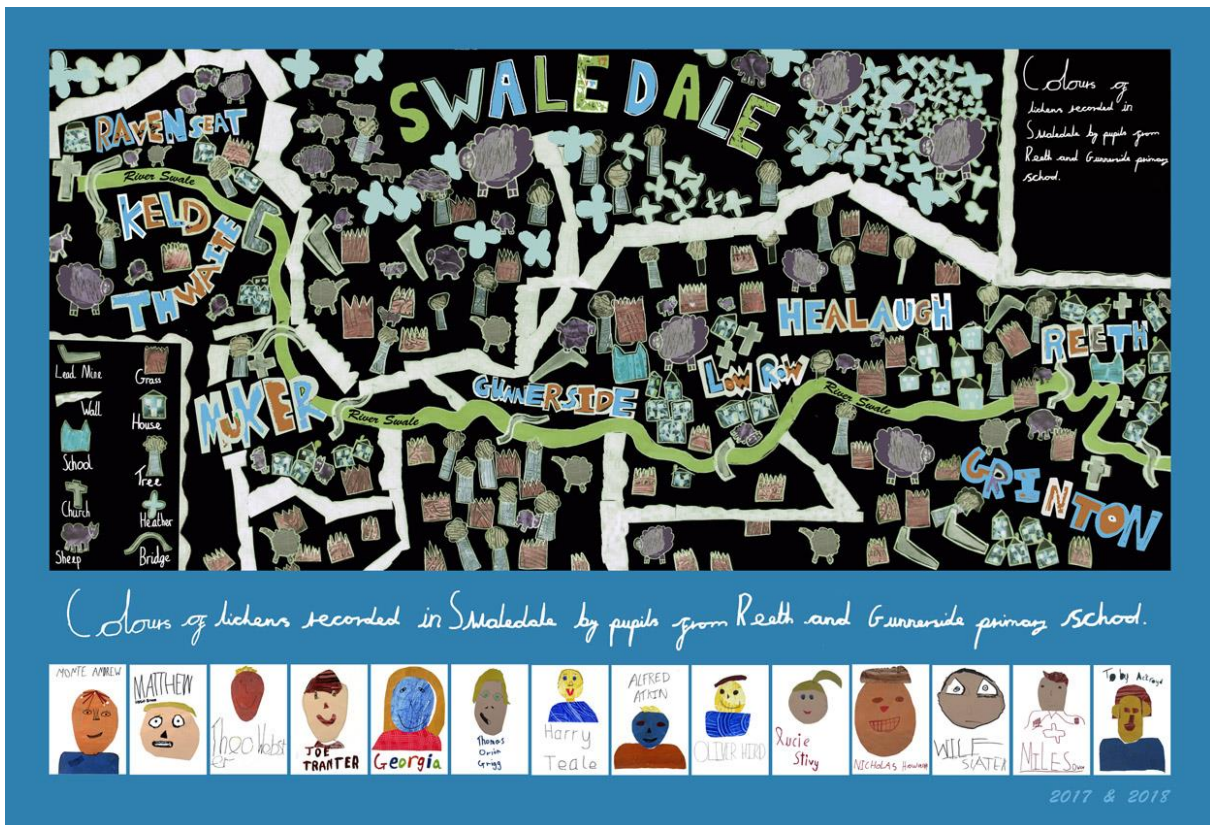 SWALEDALE
Colours of
lichens recorded in
Swaledale by pupils from
Reeth and Gunnerside primary
school.
RAVENSEAT
River Swale
KELD
THWAITE
HEALAUGH
REETH
LOW ROW
GUNNERSIDE
MUKER
River Swale
River Swale
GRINTON
Lead Mine
Grass
Wall
House
School
Tree
Church
Heather
Sheep
Bridge
Colours of lichens recorded in Swaledale by pupils from Reeth and Gunnerside primary school.
MONTE ANDREW
MATTHEW
Theo
JOE
TRANTER
Georgia
Thomas
Grigg
Harry
Teale
ALFRED
ATKIN
OLIVER HIRD
Lucie
Stivy
NICHOLAS
WILF
SLATER
MILES
Toby
2017 & 2018